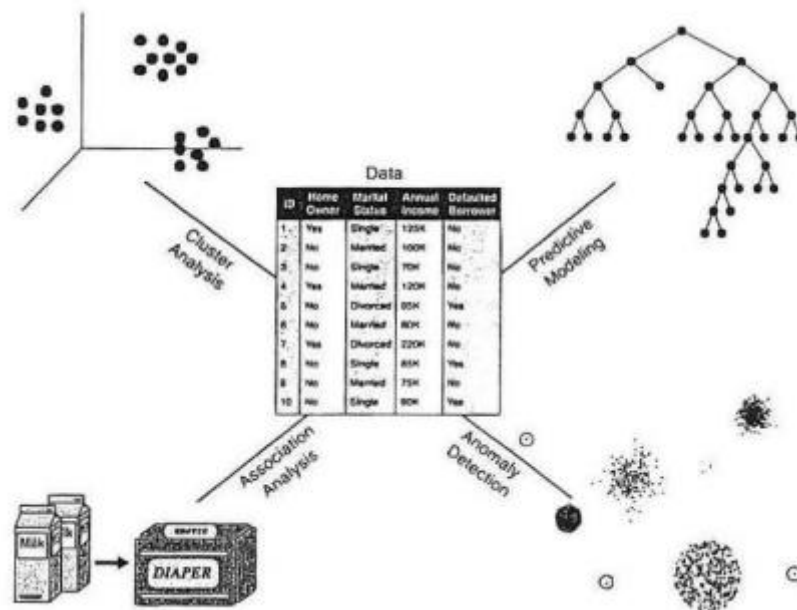 Data
ID Home Owner Marital Status Annual Income Defaulted Borrower
1 Yes Single 125K No
2 No Married 100K No
3 No Single 70K No
4 Yes Married 120K No
5 No Divorced 95K Yes
6 No Married No
7 Yes Divorced 220K No
8 No Single 85K Yes
9 No Married 75K No
10 No Single 90K Yes
Cluster
Analysis
Predictive
Modeling
Association
Analysis
Anomaly
Detection
Milk
lk
DIAPER